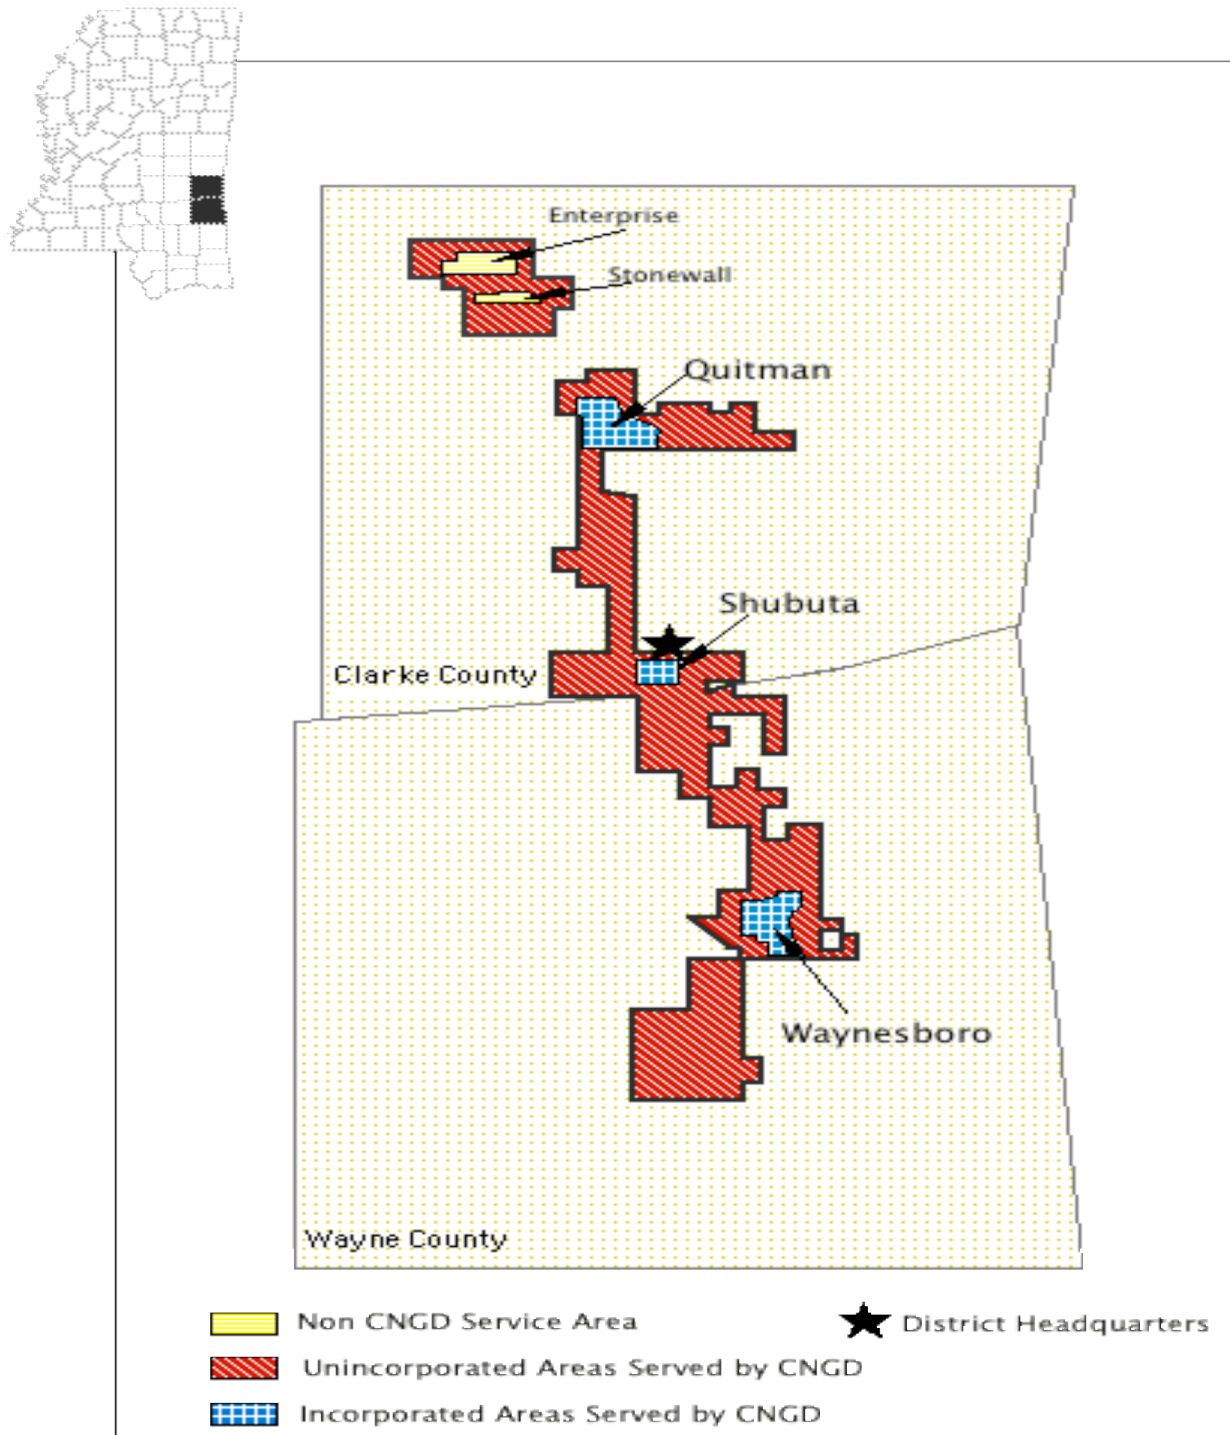 Enterprise
Stonewall
Quitman
Shubuta
Clarke County
Waynesboro
Wayne County
Non CNGD Service Area
District Headquarters
Unincorporated Areas Served by CNGD
Incorporated Areas Served by CNGD